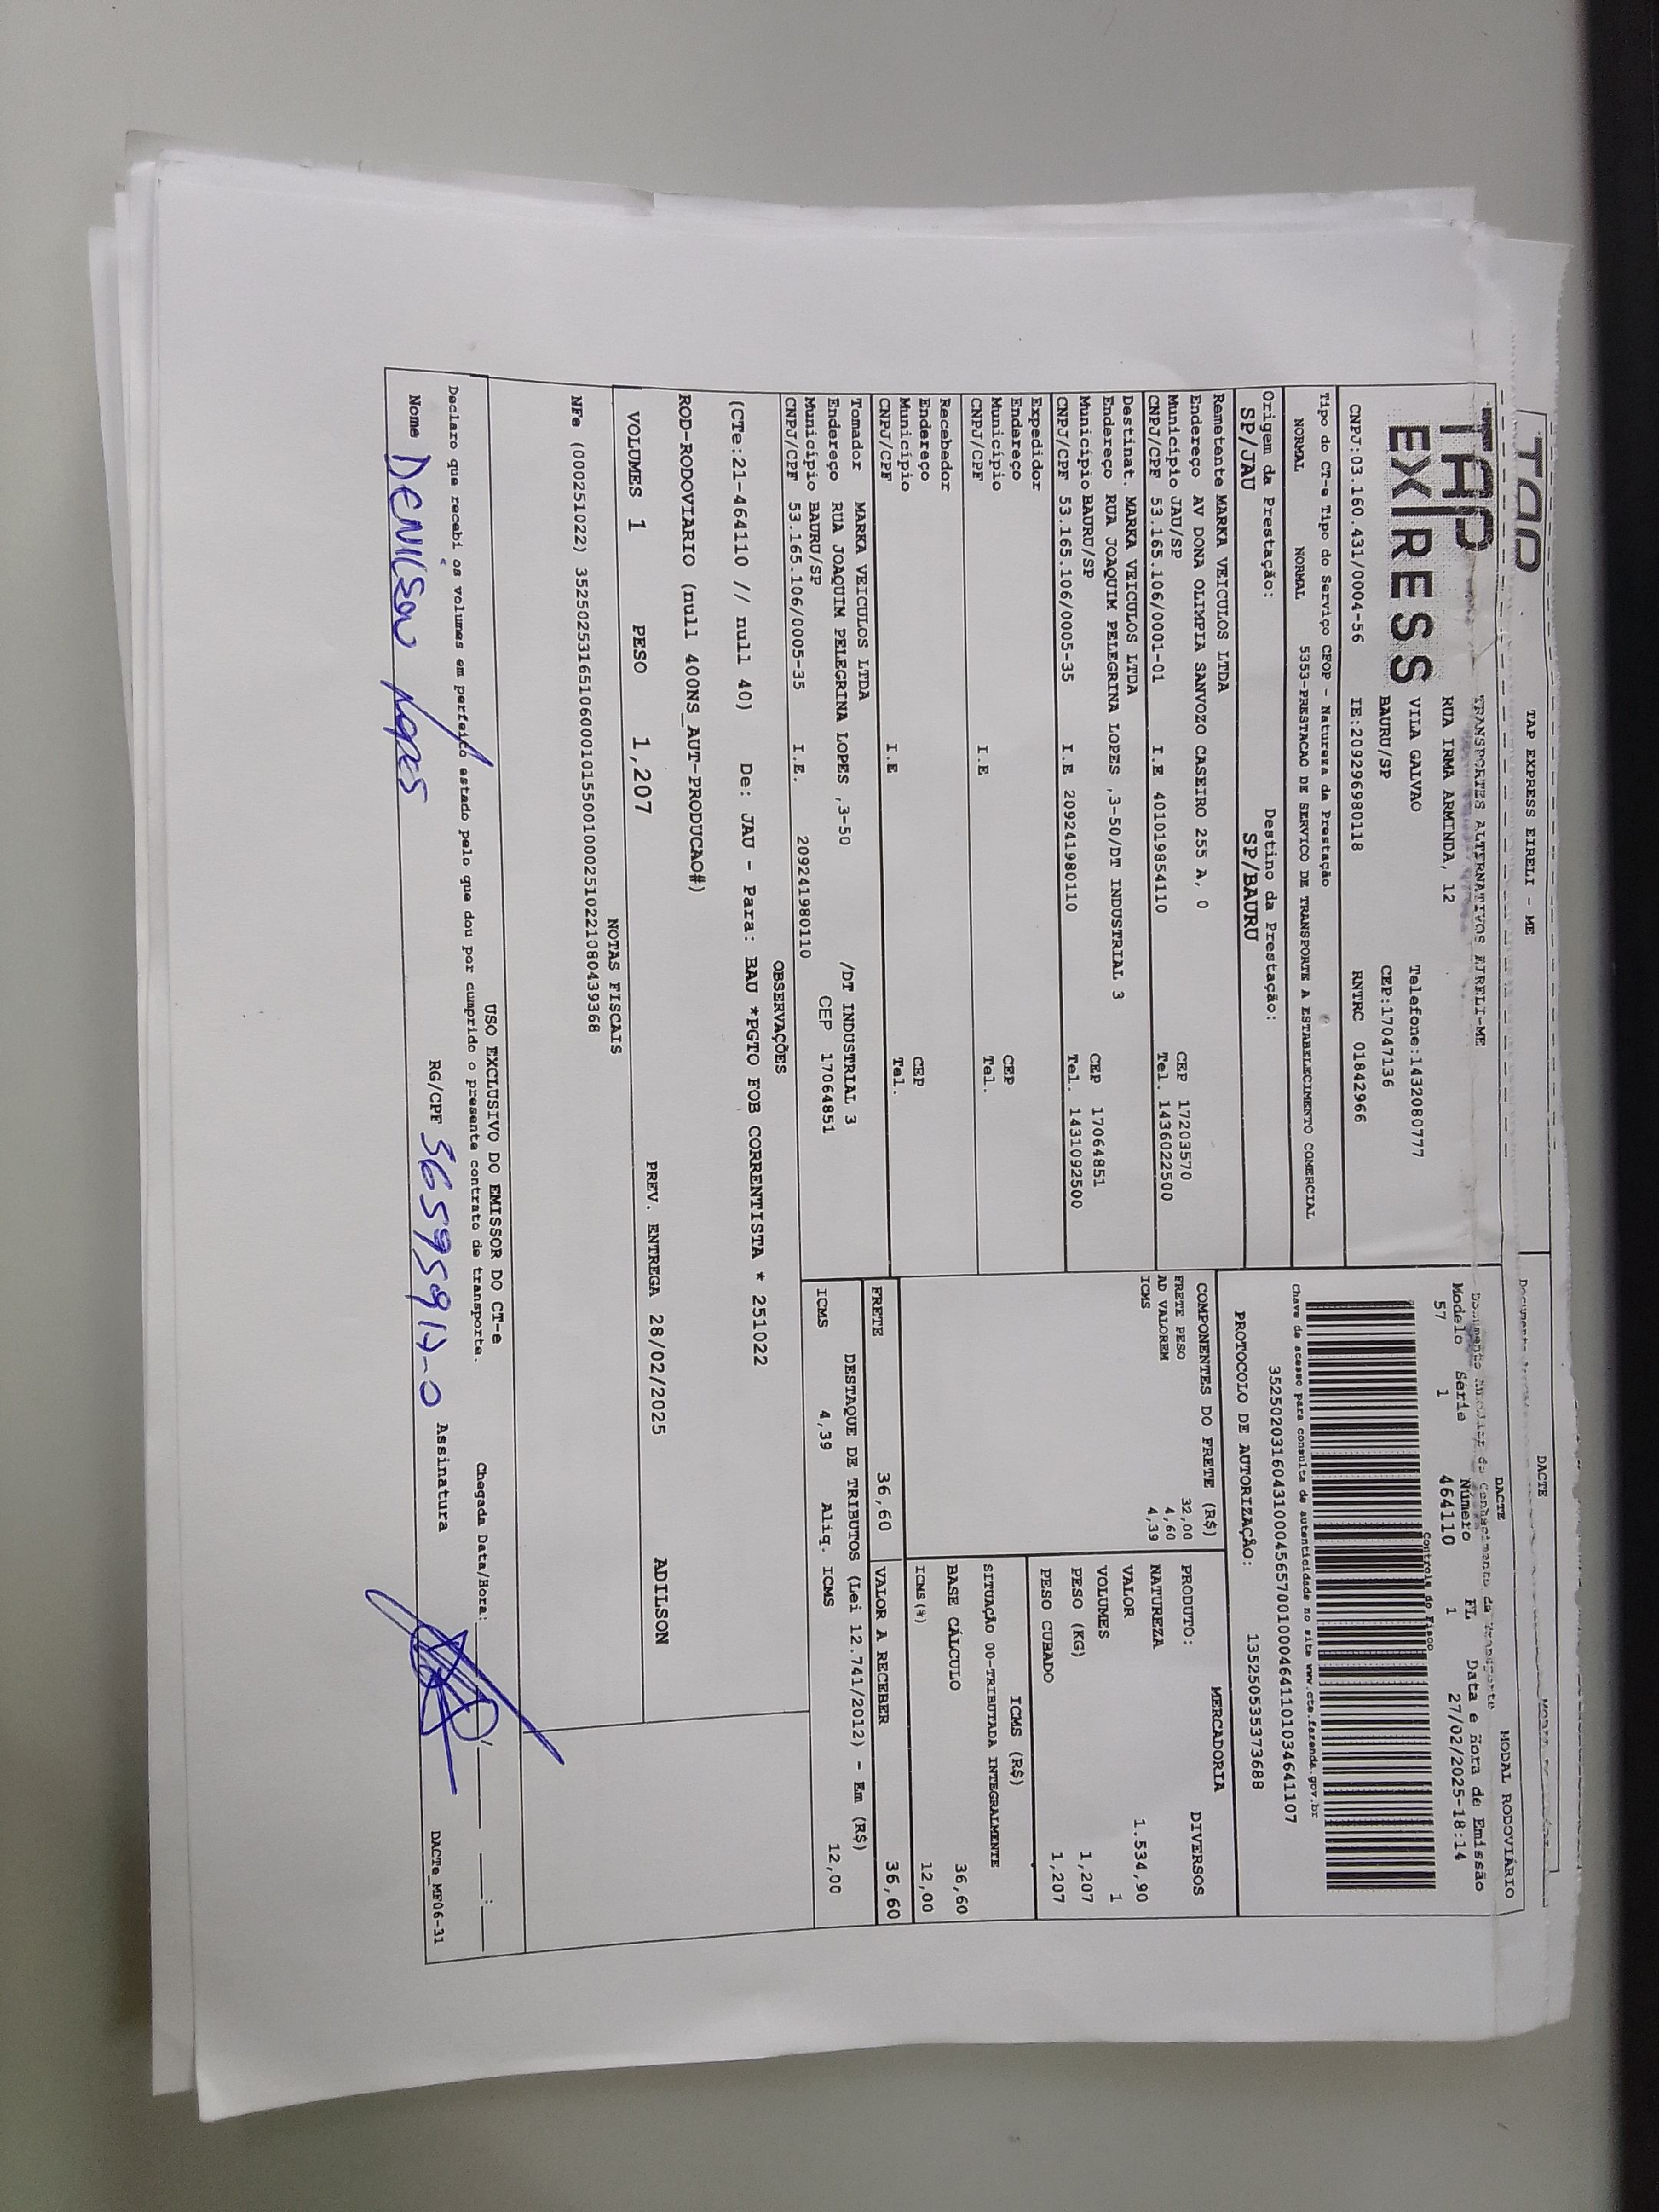 TAP EXPRESS EIRELI - ME
DACTE
TAP
EXPRESS
TRANSPORTES ALTERNATIVOS EIRELI-ME
RUA IRMA ARMINDA, 12
VILA GALVAO Telefone:1432080777
BAURU/SP CEP:17047136
CNPJ:03.160.431/0004-56 IE:209296980118 RNTRC 01842966
DACTE MODAL RODOVIÁRIO
Documento Auxiliar do Conhecimento de Transporte
Modelo Série Número FL Data e Hora de Emissão
57 1 464110 1 27/02/2025-18:14
Controle do Fisco
Chave de acesso para consulta de autenticidade no site www.cte.fazenda.gov.br
Tipo do CT-e Tipo do Serviço CFOP - Natureza da Prestação
NORMAL NORMAL 5353-PRESTACAO DE SERVICO DE TRANSPORTE A ESTABELECIMENTO COMERCIAL
35250203160431000456570010004641101034641107
Origem da Prestação: Destino da Prestação:
SP/JAU SP/BAURU
PROTOCOLO DE AUTORIZAÇÃO: 135250535373688
Remetente MARKA VEICULOS LTDA
Endereço AV DONA OLIMPIA SANVOZO CASEIRO 255 A, 0
Município JAU/SP CEP 17203570
CNPJ/CPF 53.165.106/0001-01 I.E 401019854110 Tel. 1436022500
Destinat. MARKA VEICULOS LTDA
Endereço RUA JOAQUIM PELEGRINA LOPES ,3-50/DT INDUSTRIAL 3
Município BAURU/SP CEP 17064851
CNPJ/CPF 53.165.106/0005-35 I.E 209241980110 Tel. 1431092500
Expedidor
Endereço
Município CEP
CNPJ/CPF I.E Tel.
Recebedor
Endereço
Município CEP
CNPJ/CPF I.E Tel.
Tomador MARKA VEICULOS LTDA
Endereço RUA JOAQUIM PELEGRINA LOPES ,3-50 /DT INDUSTRIAL 3
Município BAURU/SP CEP 17064851
CNPJ/CPF 53.165.106/0005-35 I.E. 209241980110
COMPONENTES DO FRETE (R$)
FRETE PESO 32,00
AD VALOREM 4,60
ICMS 4,39
MERCADORIA
PRODUTO: DIVERSOS
NATUREZA
VALOR 1.534,90
VOLUMES 1
PESO (KG) 1,207
PESO CUBADO 1,207
ICMS (R$)
SITUAÇÃO 00-TRIBUTADA INTEGRALMENTE
BASE CÁLCULO 36,60
ICMS(%) 12,00
FRETE 36,60 VALOR A RECEBER 36,60
DESTAQUE DE TRIBUTOS (Lei 12.741/2012) - Em (R$)
ICMS 4,39 Aliq. ICMS 12,00
OBSERVAÇÕES
(CTe:21-464110 // null 40) De: JAU - Para: BAU *PGTO FOB CORRENTISTA * 251022
ROD-RODOVIARIO (null 400NS_AUT-PRODUCAO#)
VOLUMES 1 PESO 1,207 PREV. ENTREGA 28/02/2025 ADILSON
NOTAS FISCAIS
NFe (000251022) 35250253165106000101550010002510221080439368
USO EXCLUSIVO DO EMISSOR DO CT-e
Declaro que recebi os volumes em perfeito estado pelo que dou por cumprido o presente contrato de transporte. Chegada Data/Hora:
Nome DENILSON LOPES RG/CPF Assinatura
DACTe_MF06-31